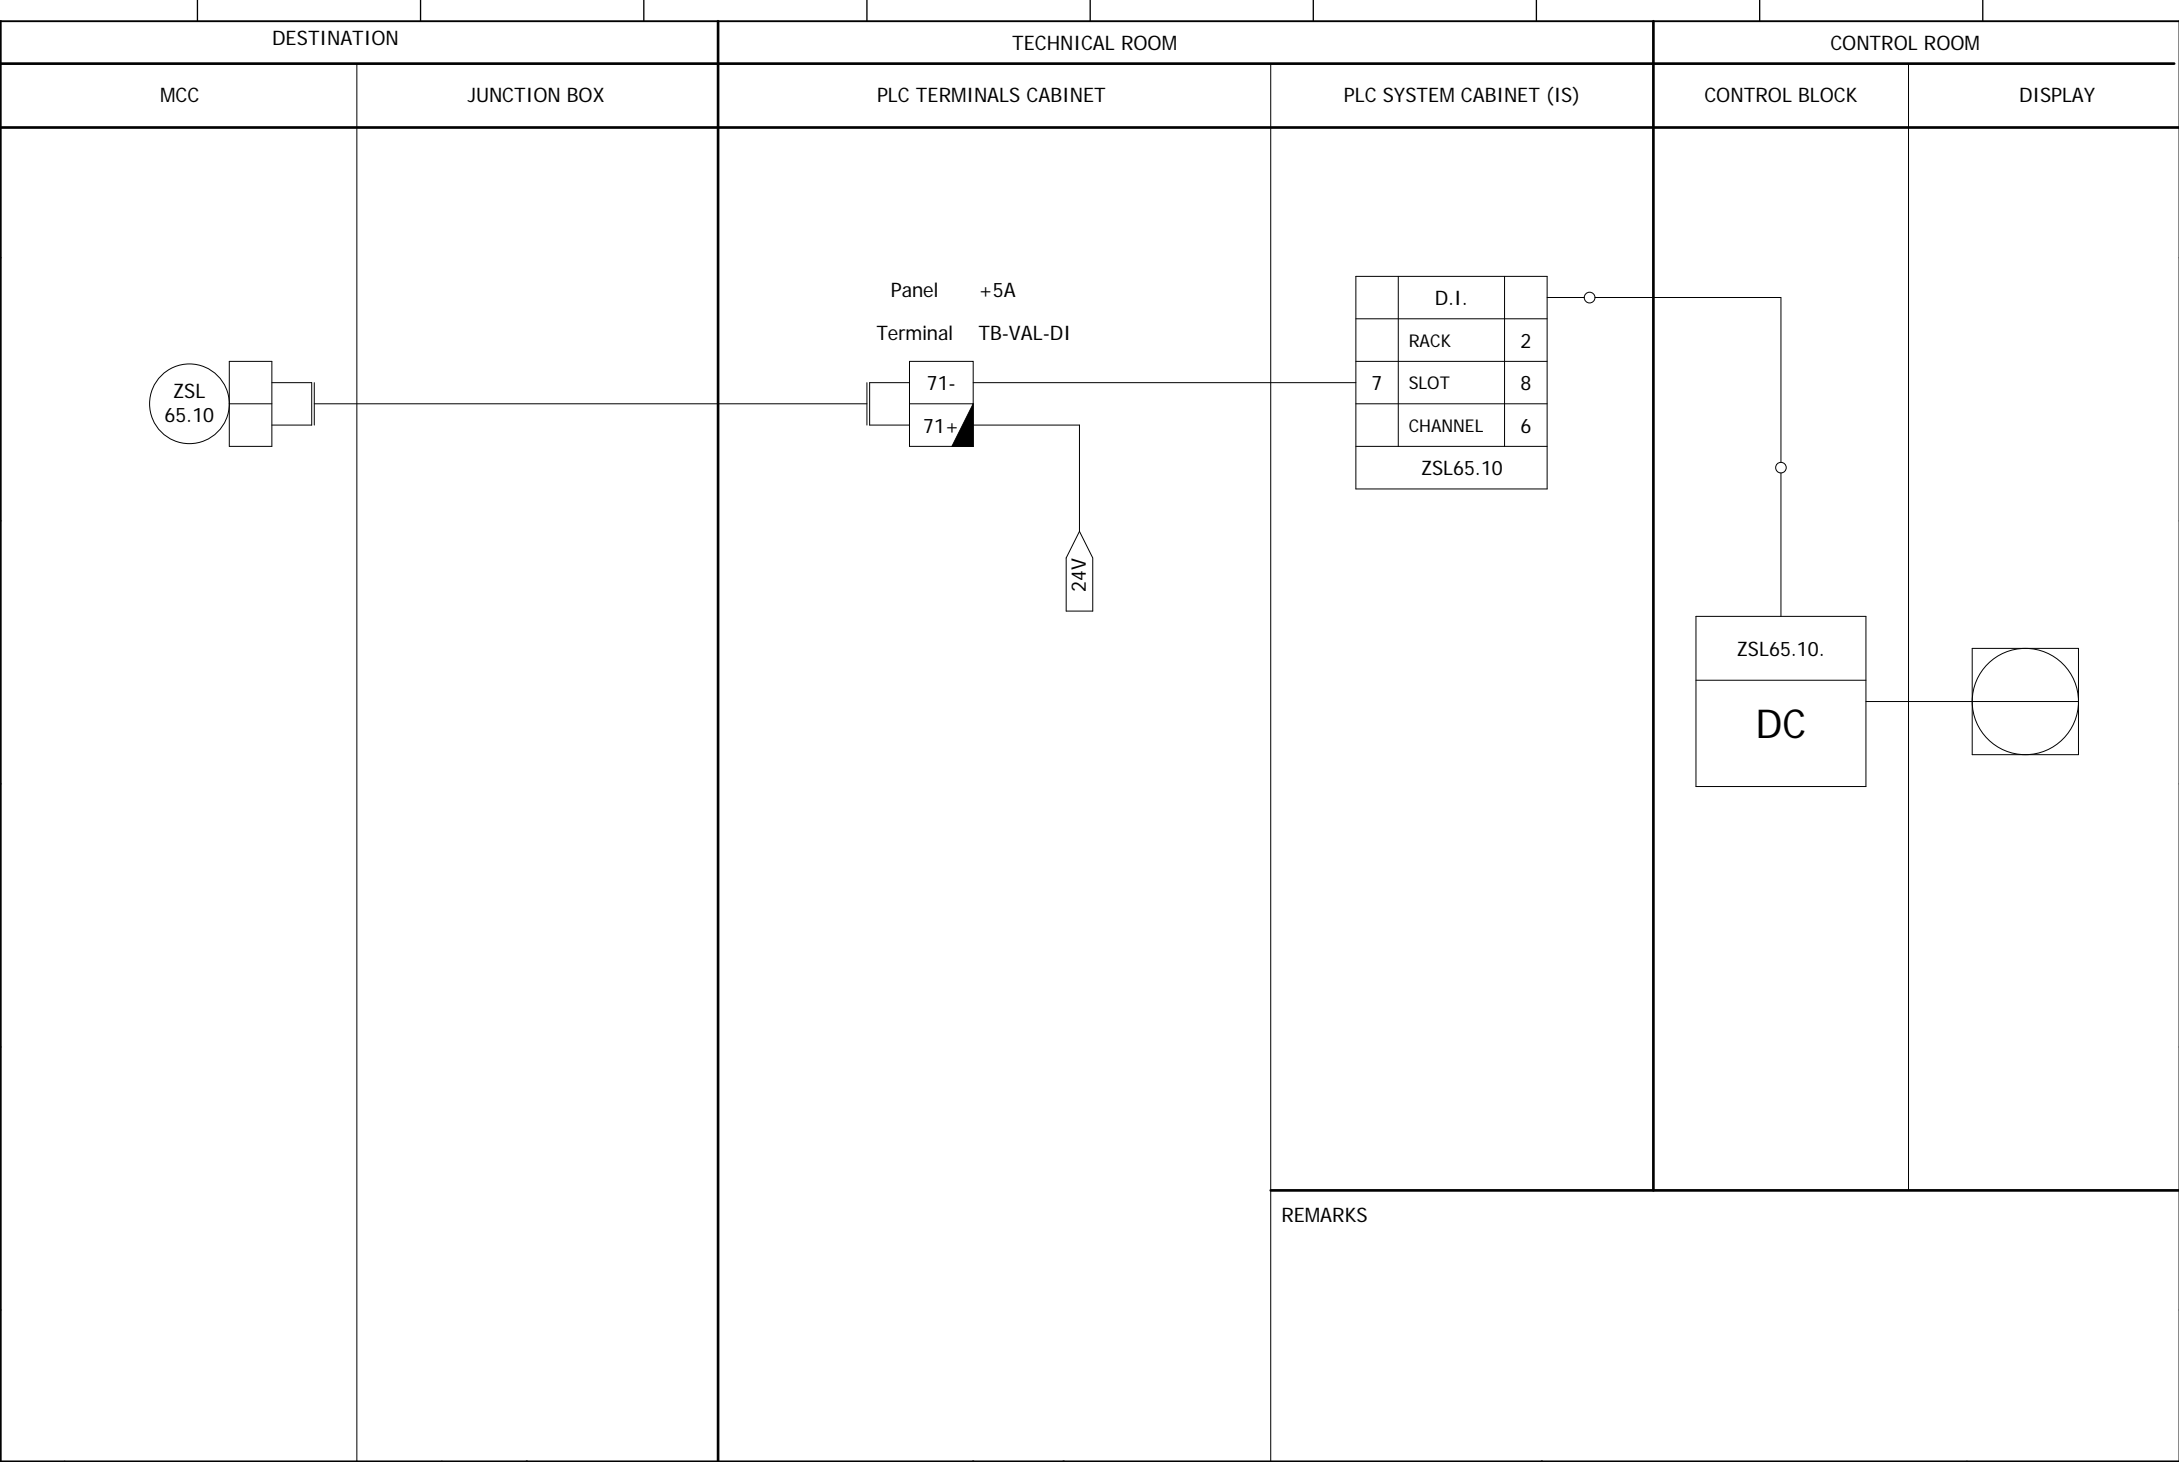 DESTINATION
TECHNICAL ROOM
CONTROL ROOM
MCC
JUNCTION BOX
PLC TERMINALS CABINET
PLC SYSTEM CABINET (IS)
CONTROL BLOCK
DISPLAY
Panel +5A
Terminal TB-VAL-DI
ZSL
65.10
71-
71+
24V
D.I.
RACK 2
7 SLOT 8
CHANNEL 6
ZSL65.10
ZSL65.10.
DC
REMARKS